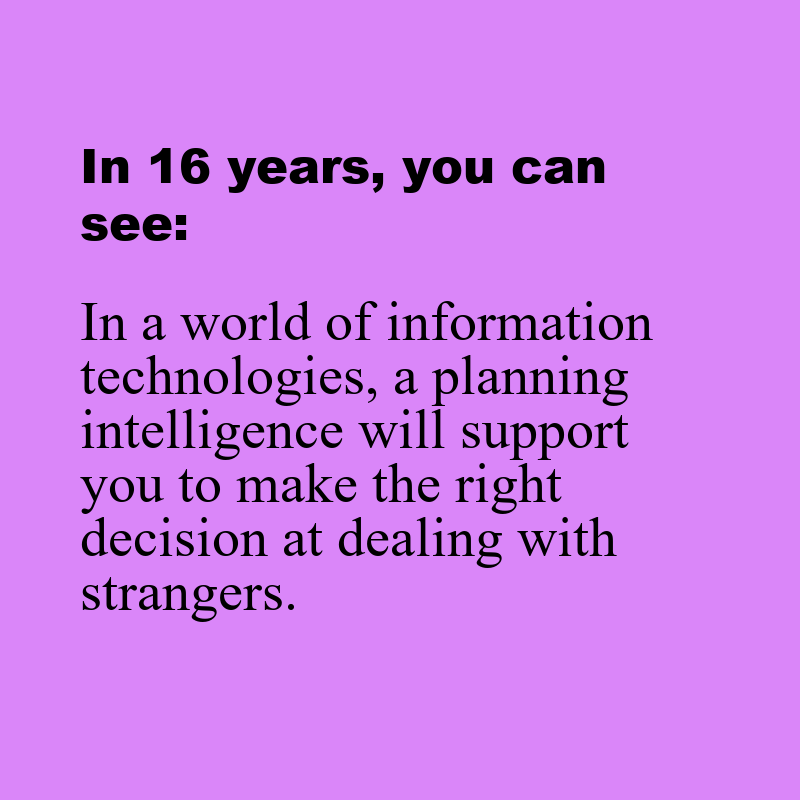 In 16 years, you can
see:
In a world of information
technologies, a planning
intelligence will support
you to make the right
decision at dealing with
strangers.